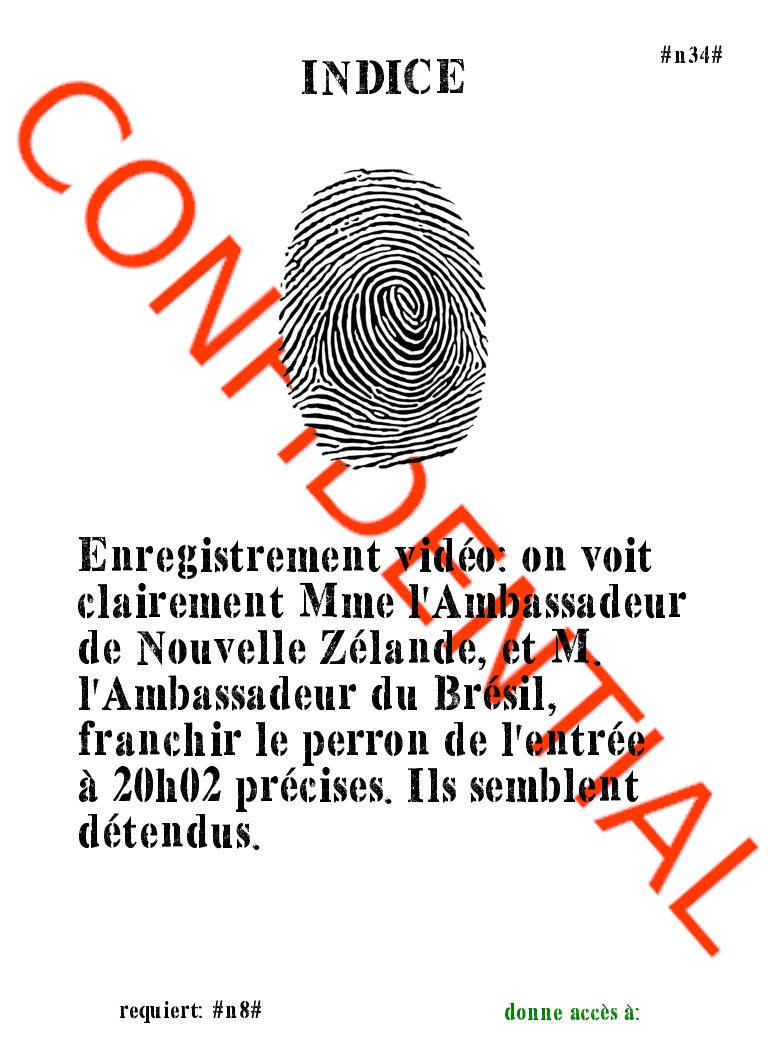 #n34#
INDICE
CONFIDENTIAL
Enregistrement vidéo: on voit
clairement Mme l'Ambassadeur
de Nouvelle Zélande, et M.
l'Ambassadeur du Brésil,
franchir le perron de l'entrée
à 20h02 précises. Ils semblent
détendus.
requiert: #n8#
donne accès à: